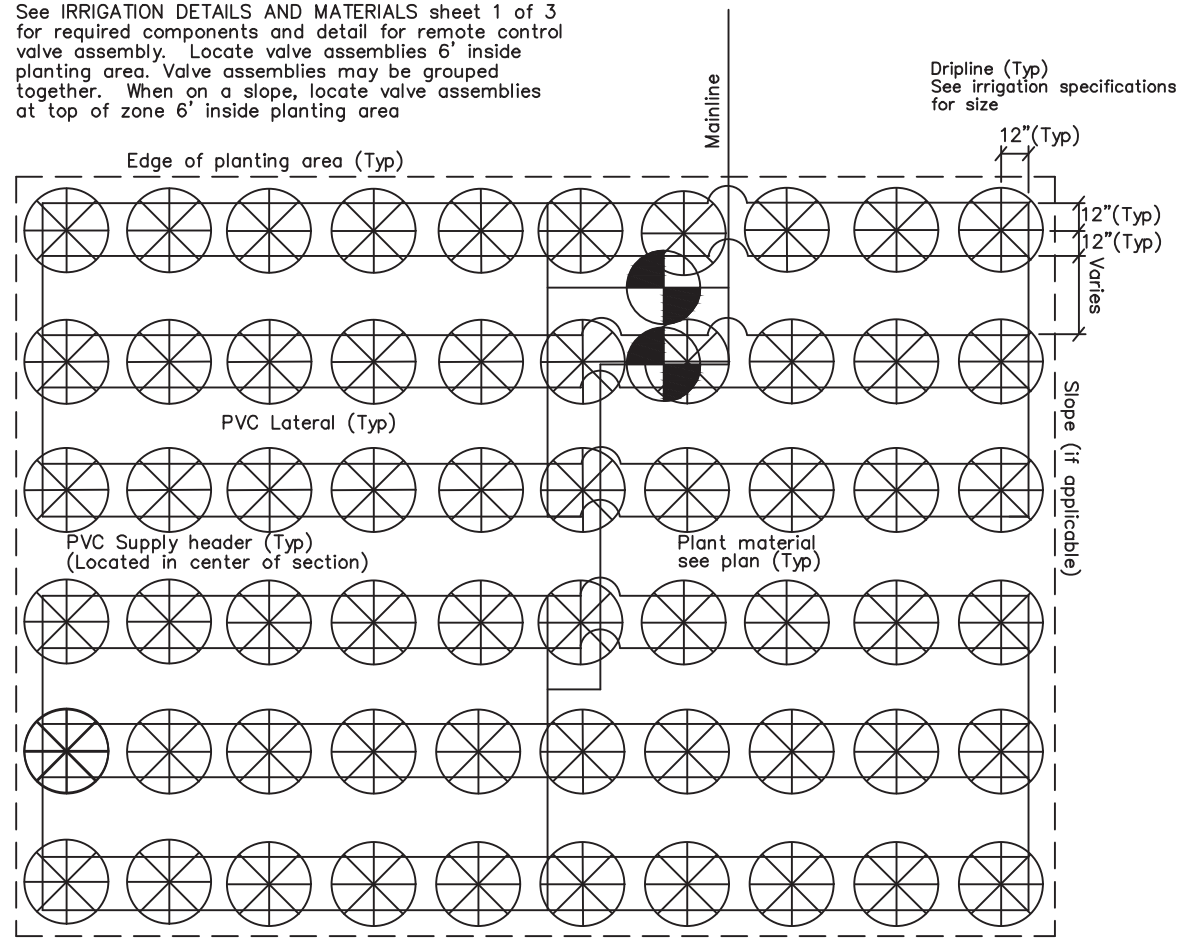 See IRRIGATION DETAILS AND MATERIALS sheet 1 of 3
for required components and detail for remote control
valve assembly.  Locate valve assemblies 6' inside
planting area. Valve assemblies may be grouped
together.  When on a slope, locate valve assemblies
at top of zone 6' inside planting area
Mainline
Dripline (Typ)
See irrigation specifications
for size
12"(Typ)
Edge of planting area (Typ)
12"(Typ)
12"(Typ)
Varies
PVC Lateral (Typ)
Slope (if applicable)
PVC Supply header (Typ)
(Located in center of section)
Plant material
see plan (Typ)